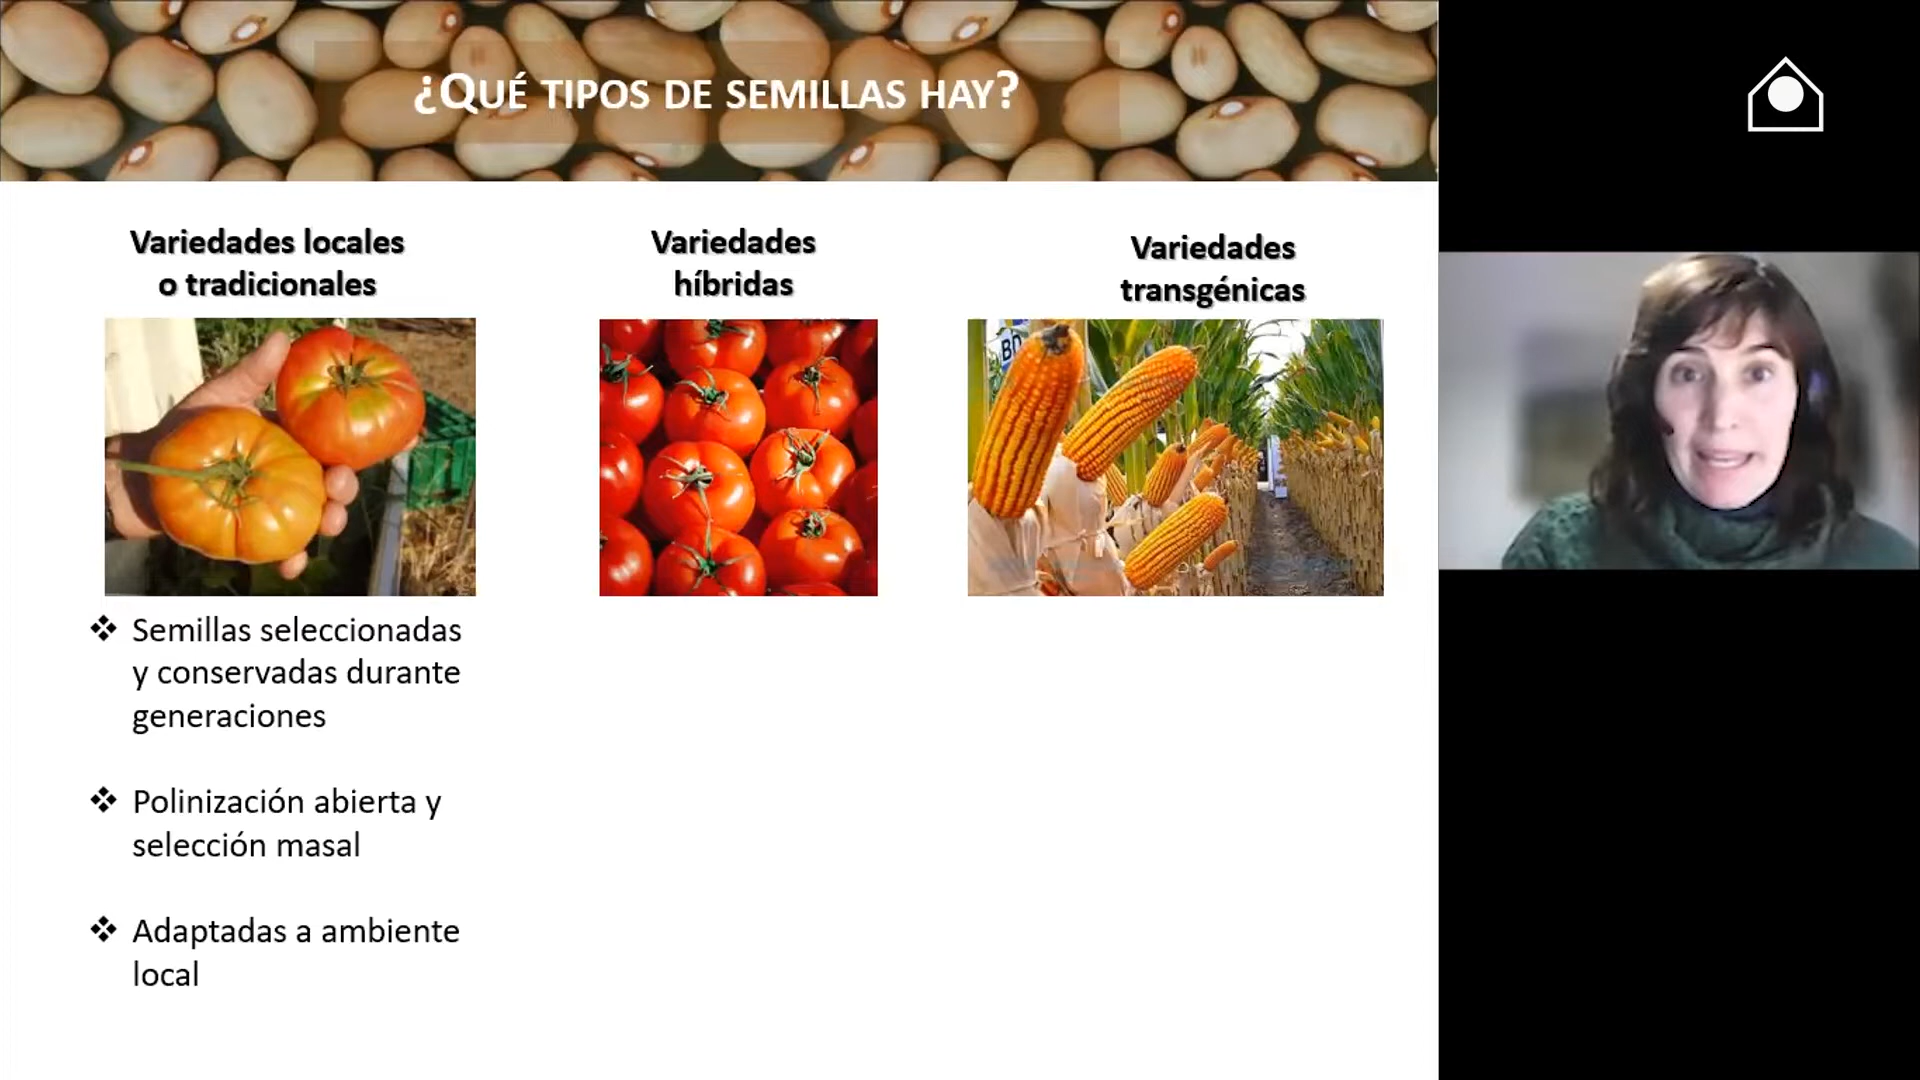 ¿QUÉ TIPOS DE SEMILLAS HAY?
Variedades locales
o tradicionales
Variedades
híbridas
Variedades
transgénicas
❖ Semillas seleccionadas
y conservadas durante
generaciones
❖ Polinización abierta y
selección masal
❖ Adaptadas a ambiente
local